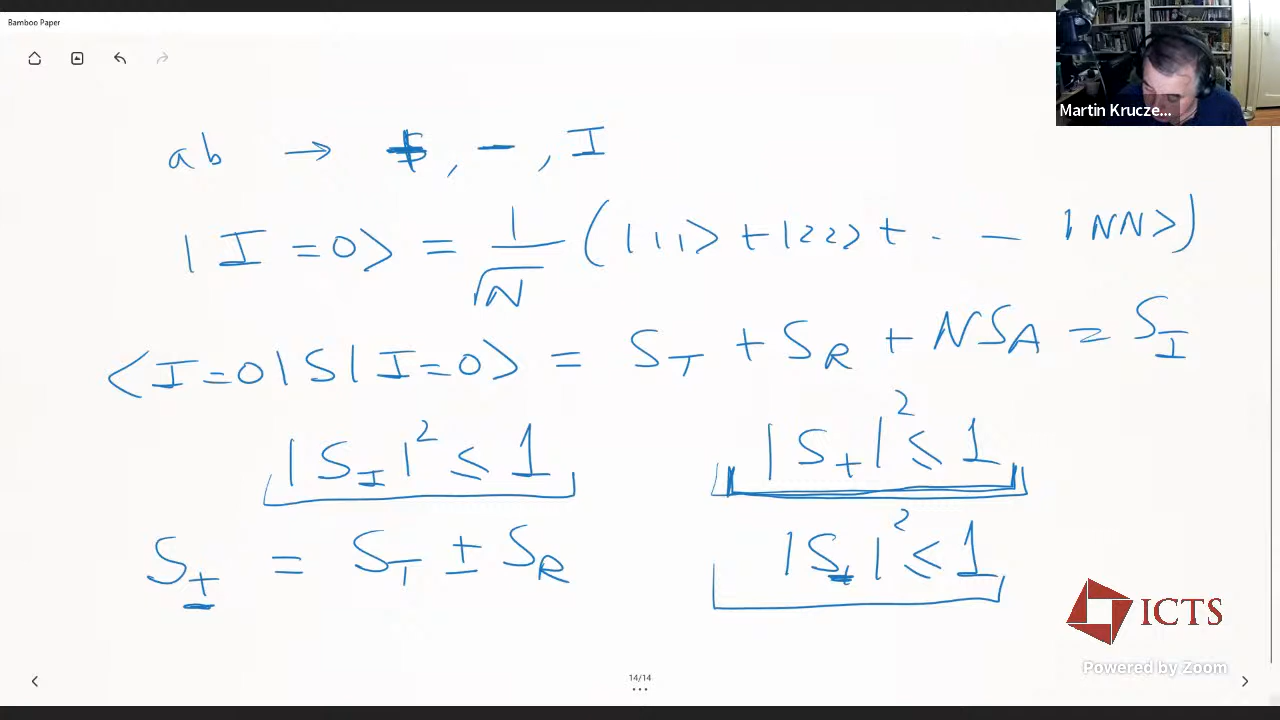 Bamboo Paper
Martin Krucze...
ab → +, −, I
|I=0> = 1/√N (|11> + |22> + . — |NN>)
<I=0|S|I=0> = S_T + S_R + NS_A = S_I
|S_I|² ≤ 1 |S_+|² ≤ 1
S_± = S_T ± S_R |S_-|² ≤ 1
ICTS
Powered by Zoom
14/14